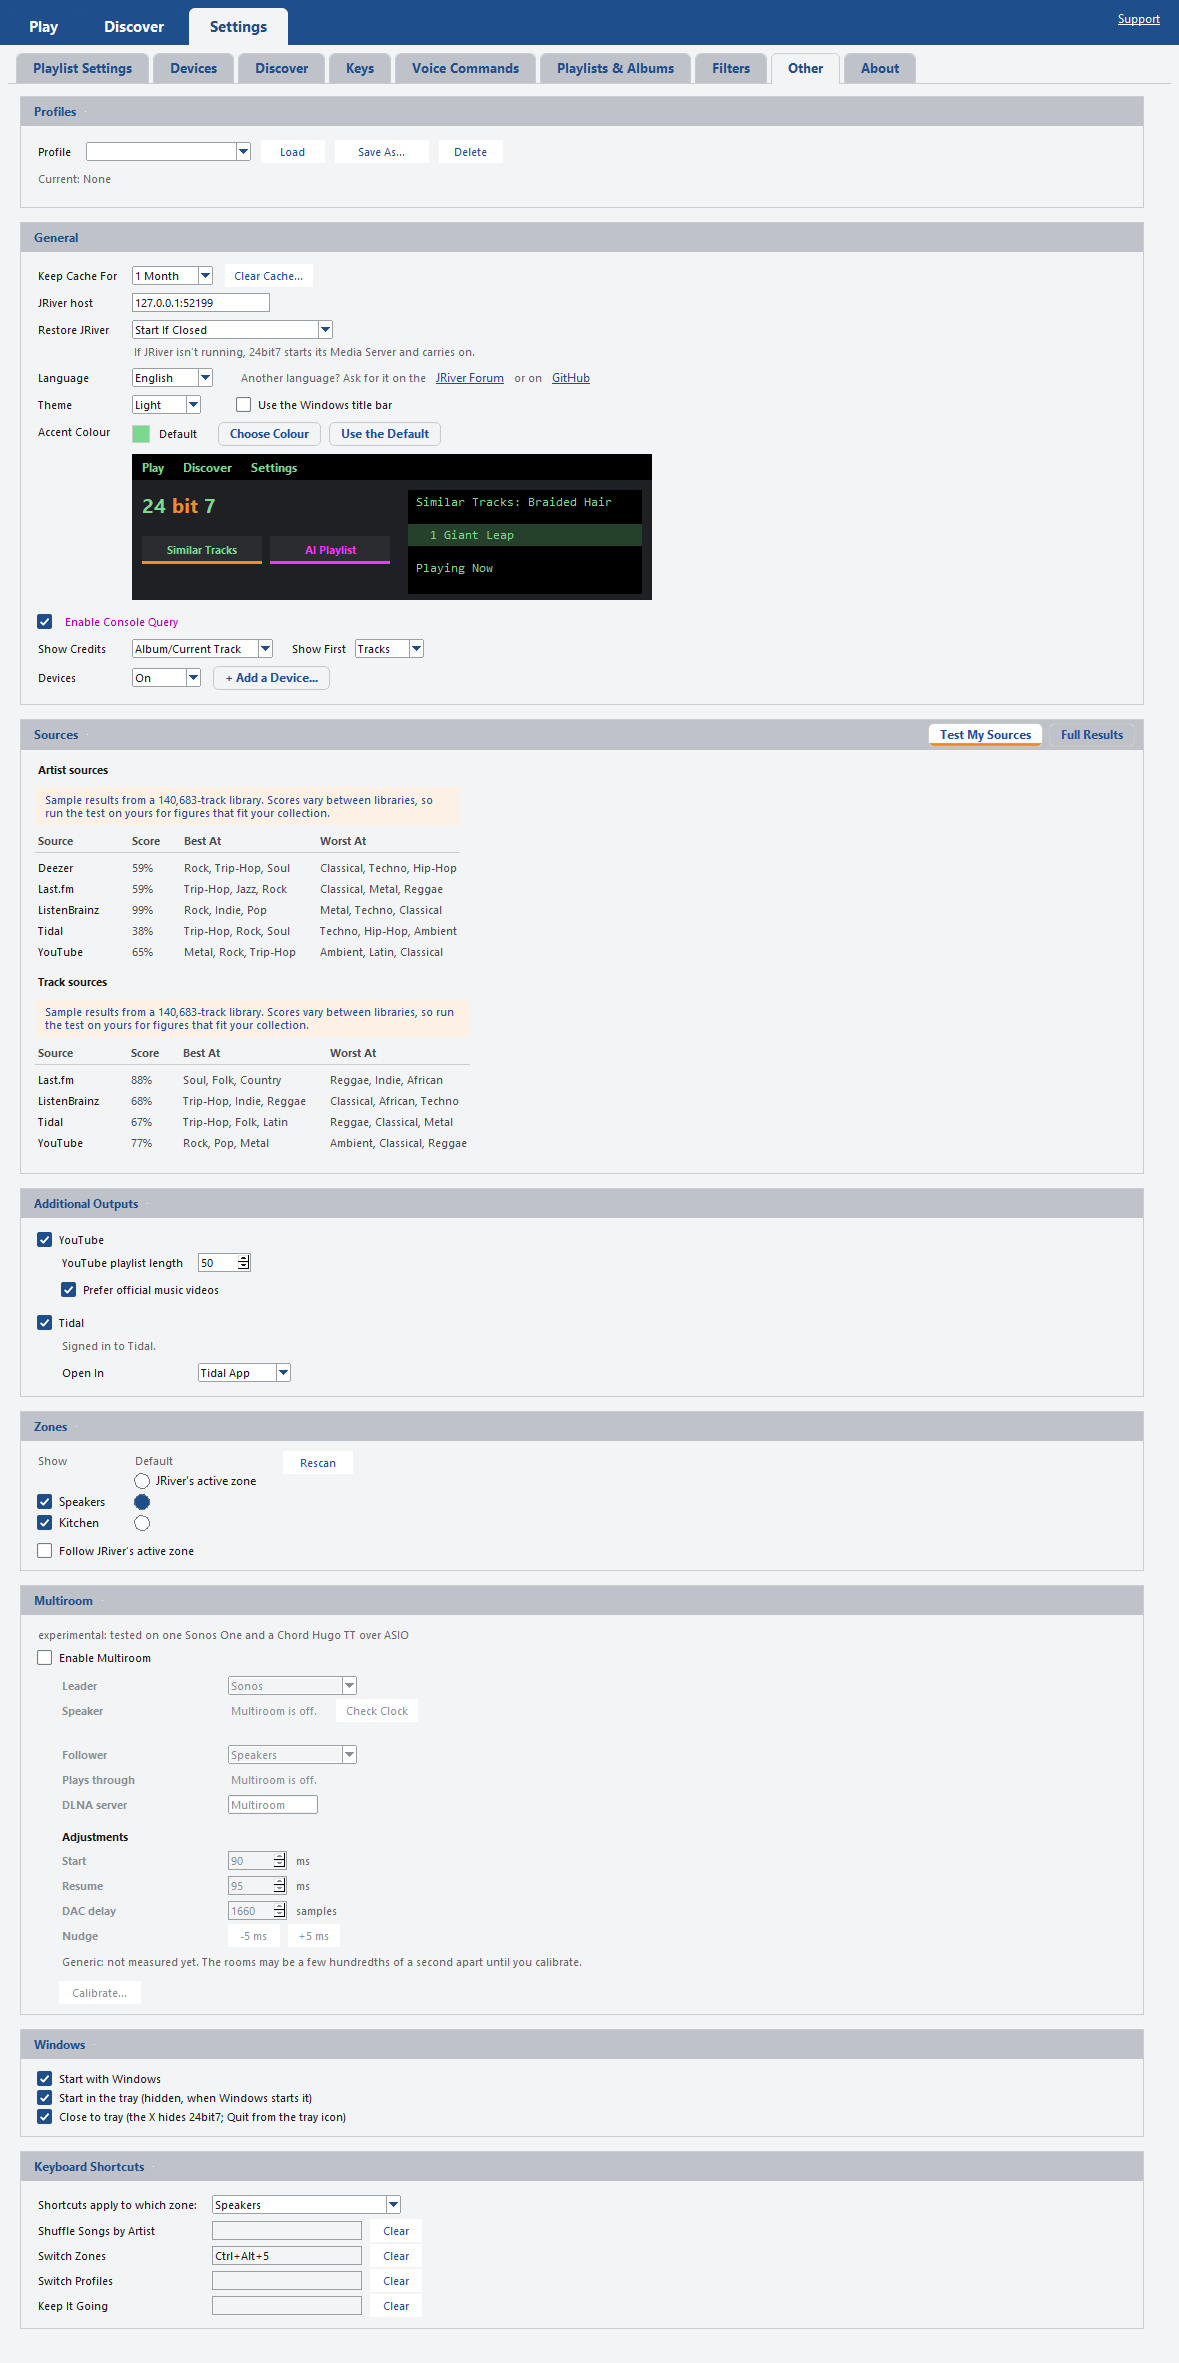 Play Discover Settings Support
Playlist Settings Devices Discover Keys Voice Commands Playlists & Albums Filters Other About
Profiles
Profile Load Save As... Delete
Current: None
General
Keep Cache For 1 Month Clear Cache...
JRiver host 127.0.0.1:52199
Restore JRiver Start If Closed
If JRiver isn't running, 24bit7 starts its Media Server and carries on.
Language English Another language? Ask for it on the JRiver Forum or on GitHub
Theme Light Use the Windows title bar
Accent Colour Default Choose Colour Use the Default
Play Discover Settings
24 bit 7
Similar Tracks AI Playlist
Similar Tracks: Braided Hair
1 Giant Leap
Playing Now
Enable Console Query
Show Credits Album/Current Track Show First Tracks
Devices On + Add a Device...
Sources Test My Sources Full Results
Artist sources
Sample results from a 140,683-track library. Scores vary between libraries, so
run the test on yours for figures that fit your collection.
Source Score Best At Worst At
Deezer 59% Rock, Trip-Hop, Soul Classical, Techno, Hip-Hop
Last.fm 59% Trip-Hop, Jazz, Rock Classical, Metal, Reggae
ListenBrainz 99% Rock, Indie, Pop Metal, Techno, Classical
Tidal 38% Trip-Hop, Rock, Soul Techno, Hip-Hop, Ambient
YouTube 65% Metal, Rock, Trip-Hop Ambient, Latin, Classical
Track sources
Sample results from a 140,683-track library. Scores vary between libraries, so run
the test on yours for figures that fit your collection.
Source Score Best At Worst At
Last.fm 88% Soul, Folk, Country Reggae, Indie, African
ListenBrainz 68% Trip-Hop, Indie, Reggae Classical, African, Techno
Tidal 67% Trip-Hop, Folk, Latin Reggae, Classical, Metal
YouTube 77% Rock, Pop, Metal Ambient, Classical, Reggae
Additional Outputs
YouTube
YouTube playlist length 50
Prefer official music videos
Tidal
Signed in to Tidal.
Open In Tidal App
Zones
Show Default Rescan
JRiver's active zone
Speakers
Kitchen
Follow JRiver's active zone
Multiroom
experimental: tested on one Sonos One and a Chord Hugo TT over ASIO
Enable Multiroom
Leader Sonos
Speaker Multiroom is off. Check Clock
Follower Speakers
Plays through Multiroom is off.
DLNA server Multiroom
Adjustments
Start 90 ms
Resume 95 ms
DAC delay 1660 samples
Nudge -5 ms +5 ms
Generic: not measured yet. The rooms may be a few hundredths of a second apart until you calibrate.
Calibrate...
Windows
Start with Windows
Start in the tray (hidden, when Windows starts it)
Close to tray (the X hides 24bit7; Quit from the tray icon)
Keyboard Shortcuts
Shortcuts apply to which zone: Speakers
Shuffle Songs by Artist Clear
Switch Zones Ctrl+Alt+5 Clear
Switch Profiles Clear
Keep It Going Clear